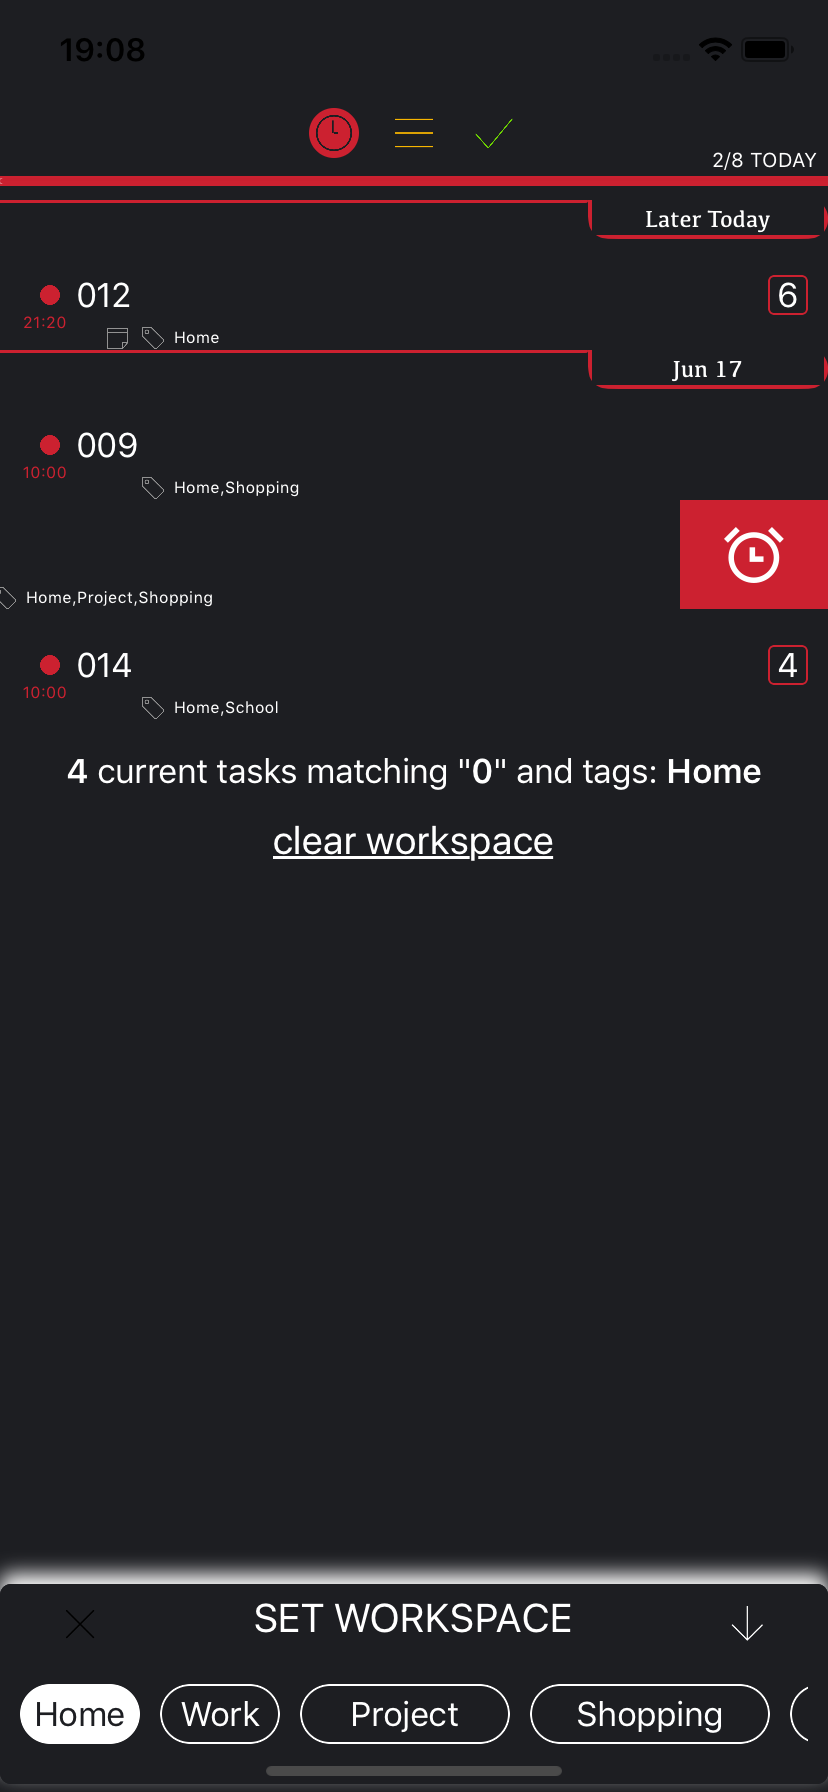 19:08
2/8 TODAY
Later Today
012
6
21:20
Home
Jun 17
009
10:00
Home,Shopping
Home,Project,Shopping
014
4
10:00
Home,School
4 current tasks matching "0" and tags: Home
clear workspace
SET WORKSPACE
Home Work Project Shopping